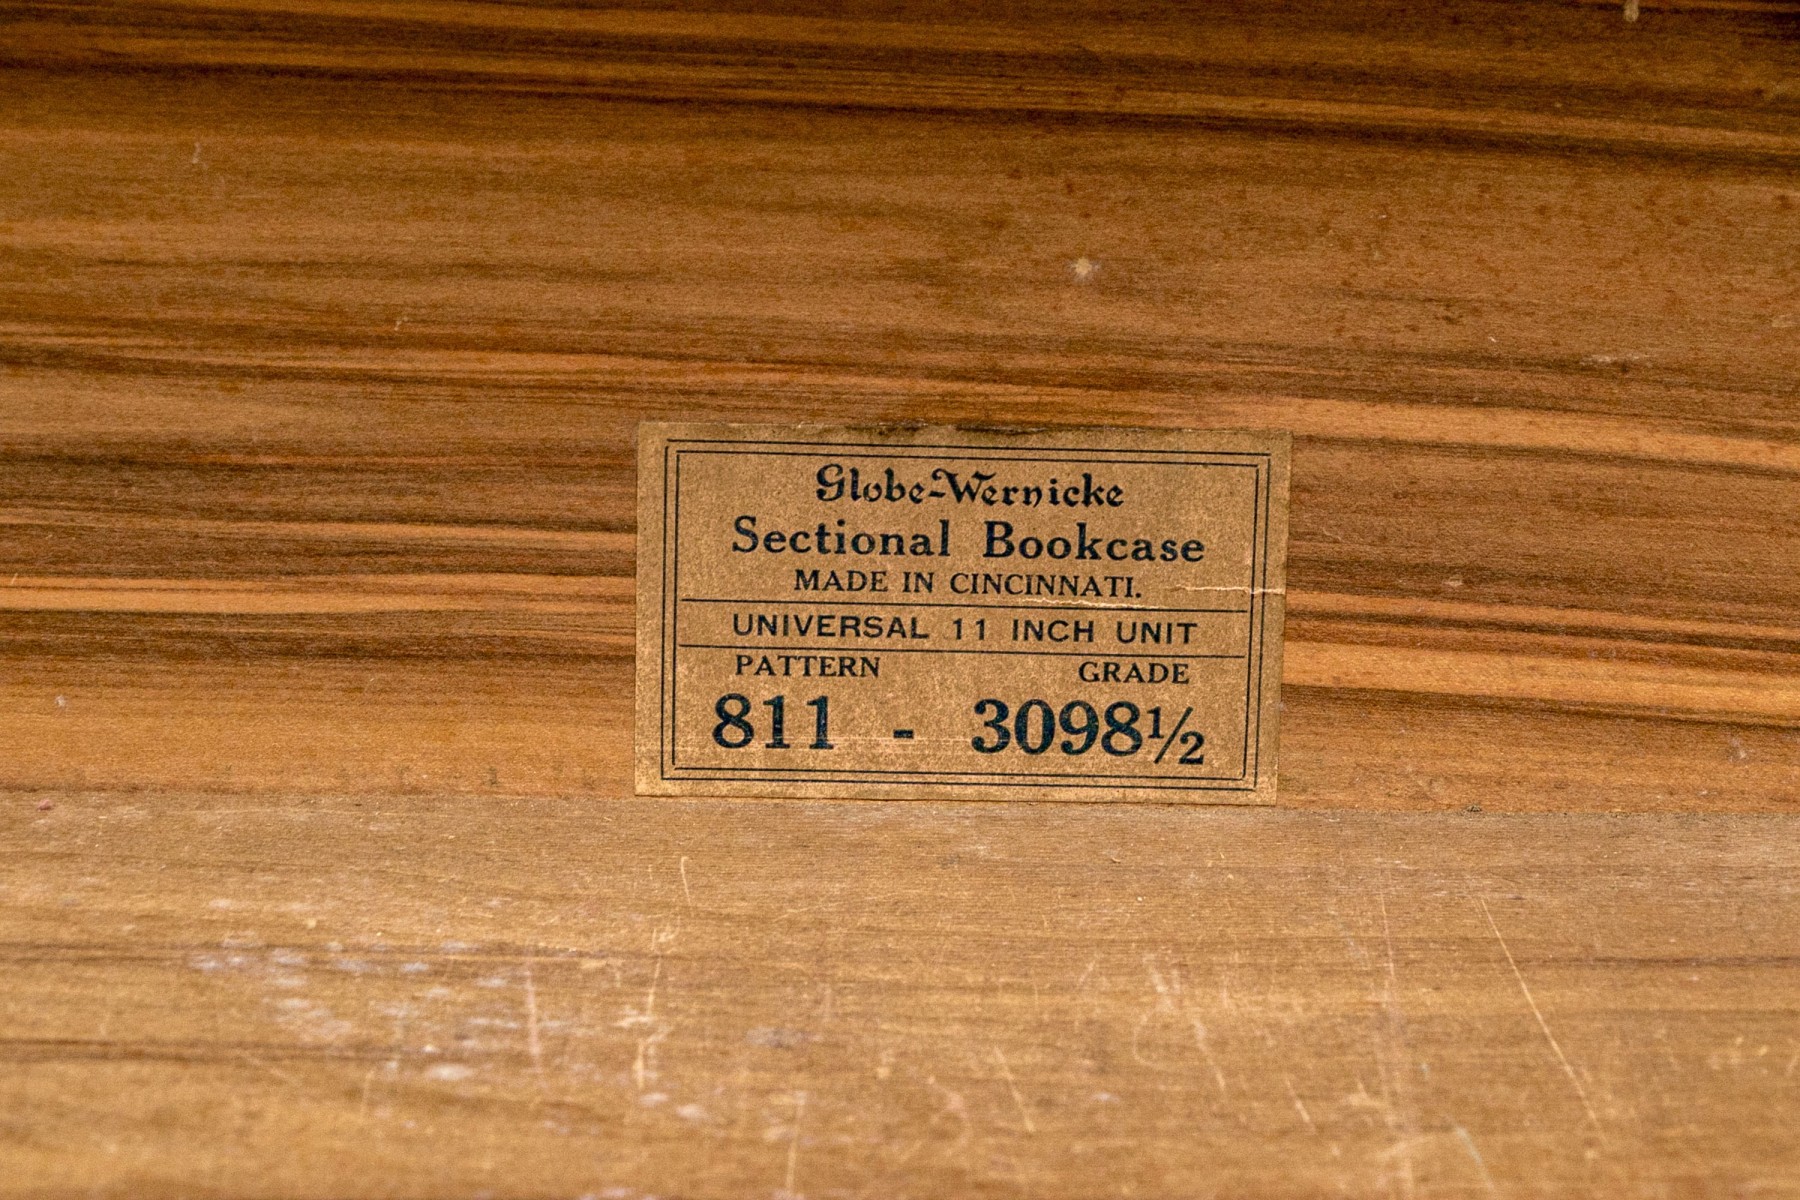 Globe-Wernicke
Sectional Bookcase
MADE IN CINCINNATI.
UNIVERSAL 11 INCH UNIT
PATTERN GRADE
811 - 3098½